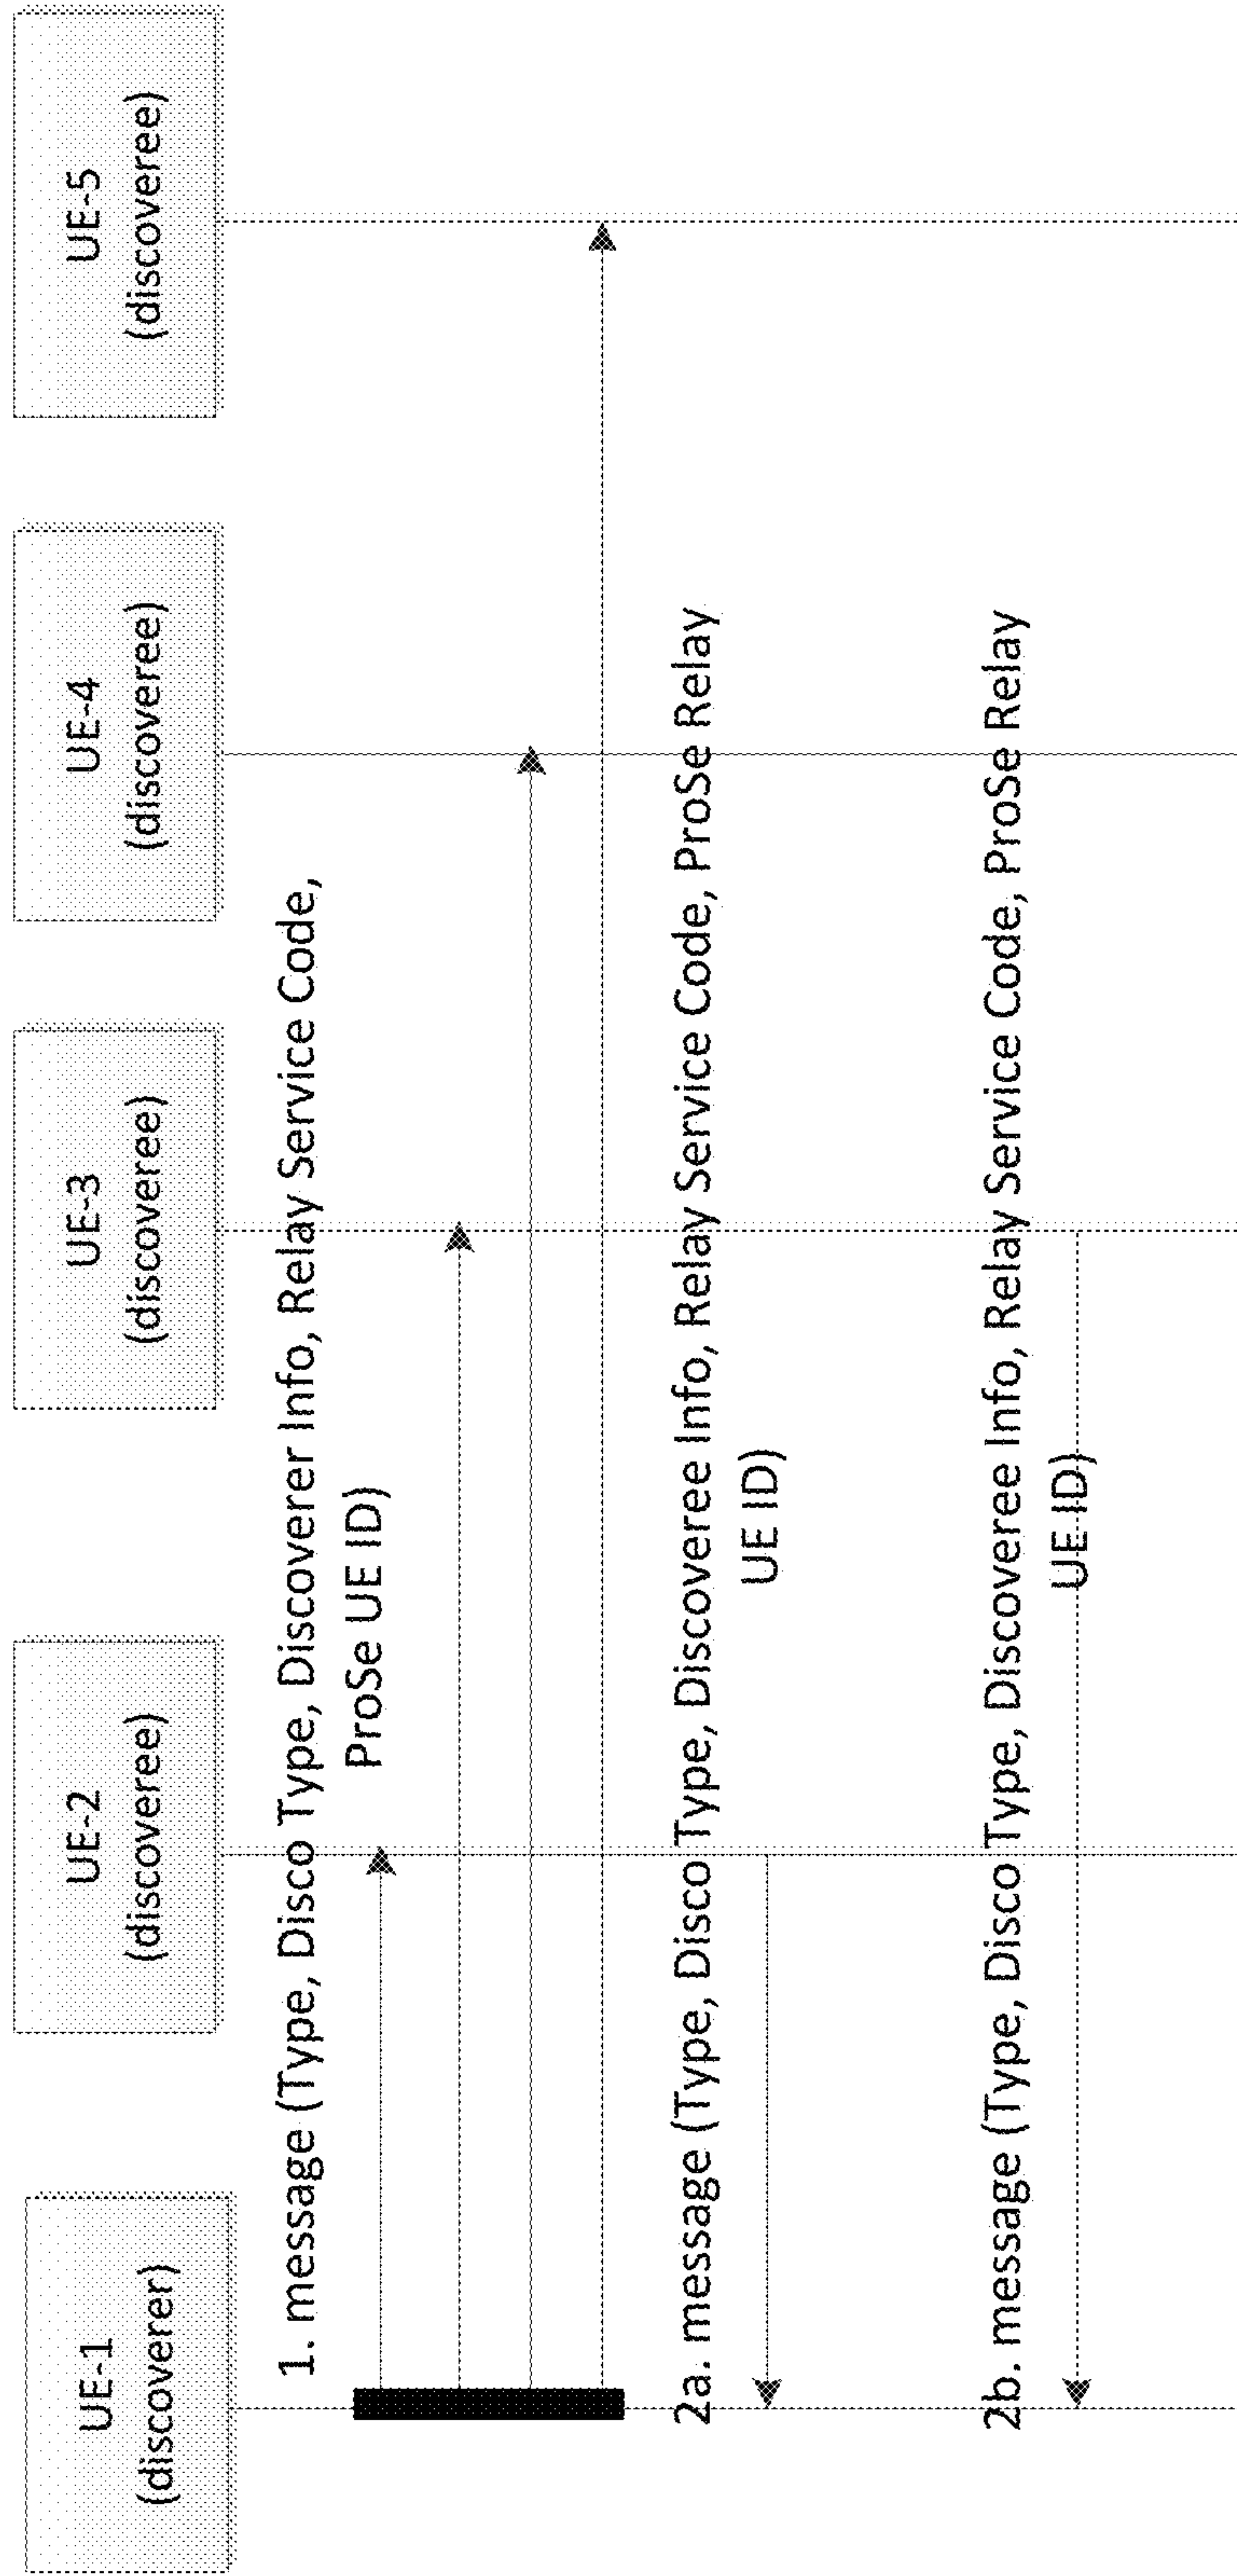 UE-1
(discoverer)
UE-2
(discoveree)
UE-3
(discoveree)
UE-4
(discoveree)
UE-5
(discoveree)
1. message (Type, Disco Type, Discoverer Info, Relay Service Code,
ProSe UE ID)
2a. message (Type, Disco Type, Discoveree Info, Relay Service Code, ProSe Relay
UE ID)
2b. message (Type, Disco Type, Discoveree Info, Relay Service Code, ProSe Relay
UE ID)